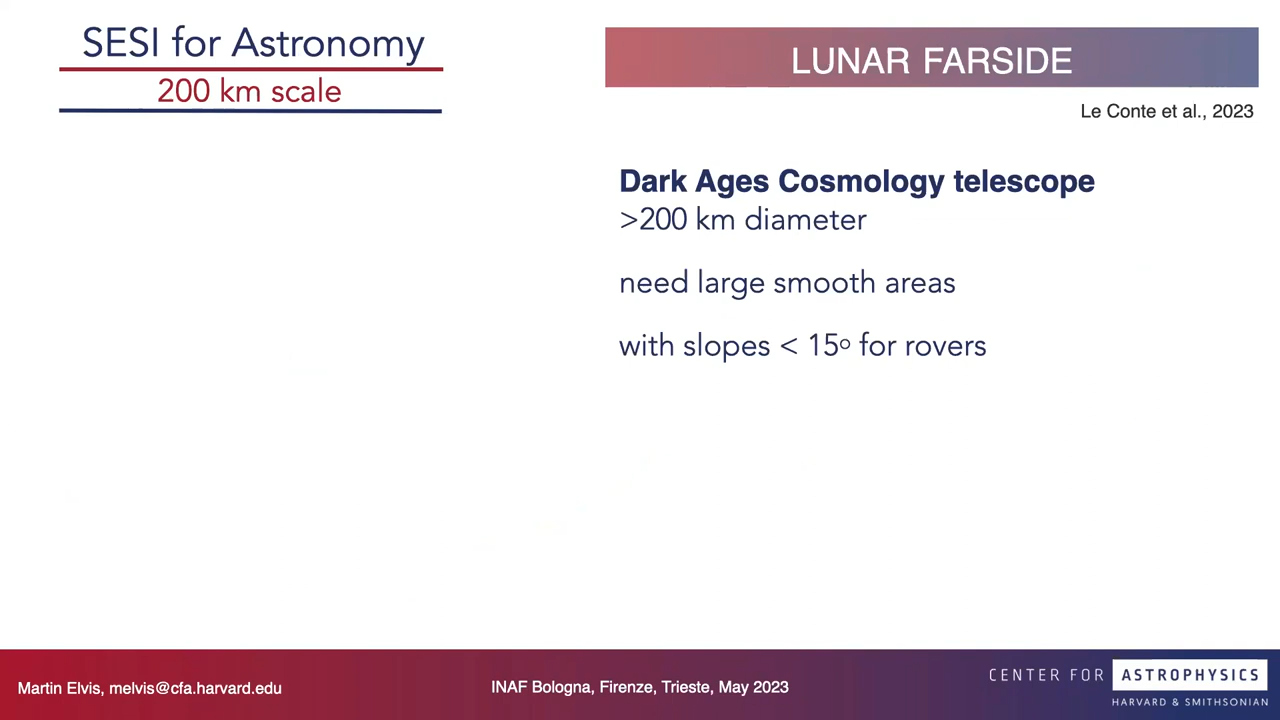 SESI for Astronomy
200 km scale
LUNAR FARSIDE
Le Conte et al., 2023
Dark Ages Cosmology telescope
>200 km diameter
need large smooth areas
with slopes < 15º for rovers
Martin Elvis, melvis@cfa.harvard.edu
INAF Bologna, Firenze, Trieste, May 2023
CENTER FOR ASTROPHYSICS
HARVARD & SMITHSONIAN